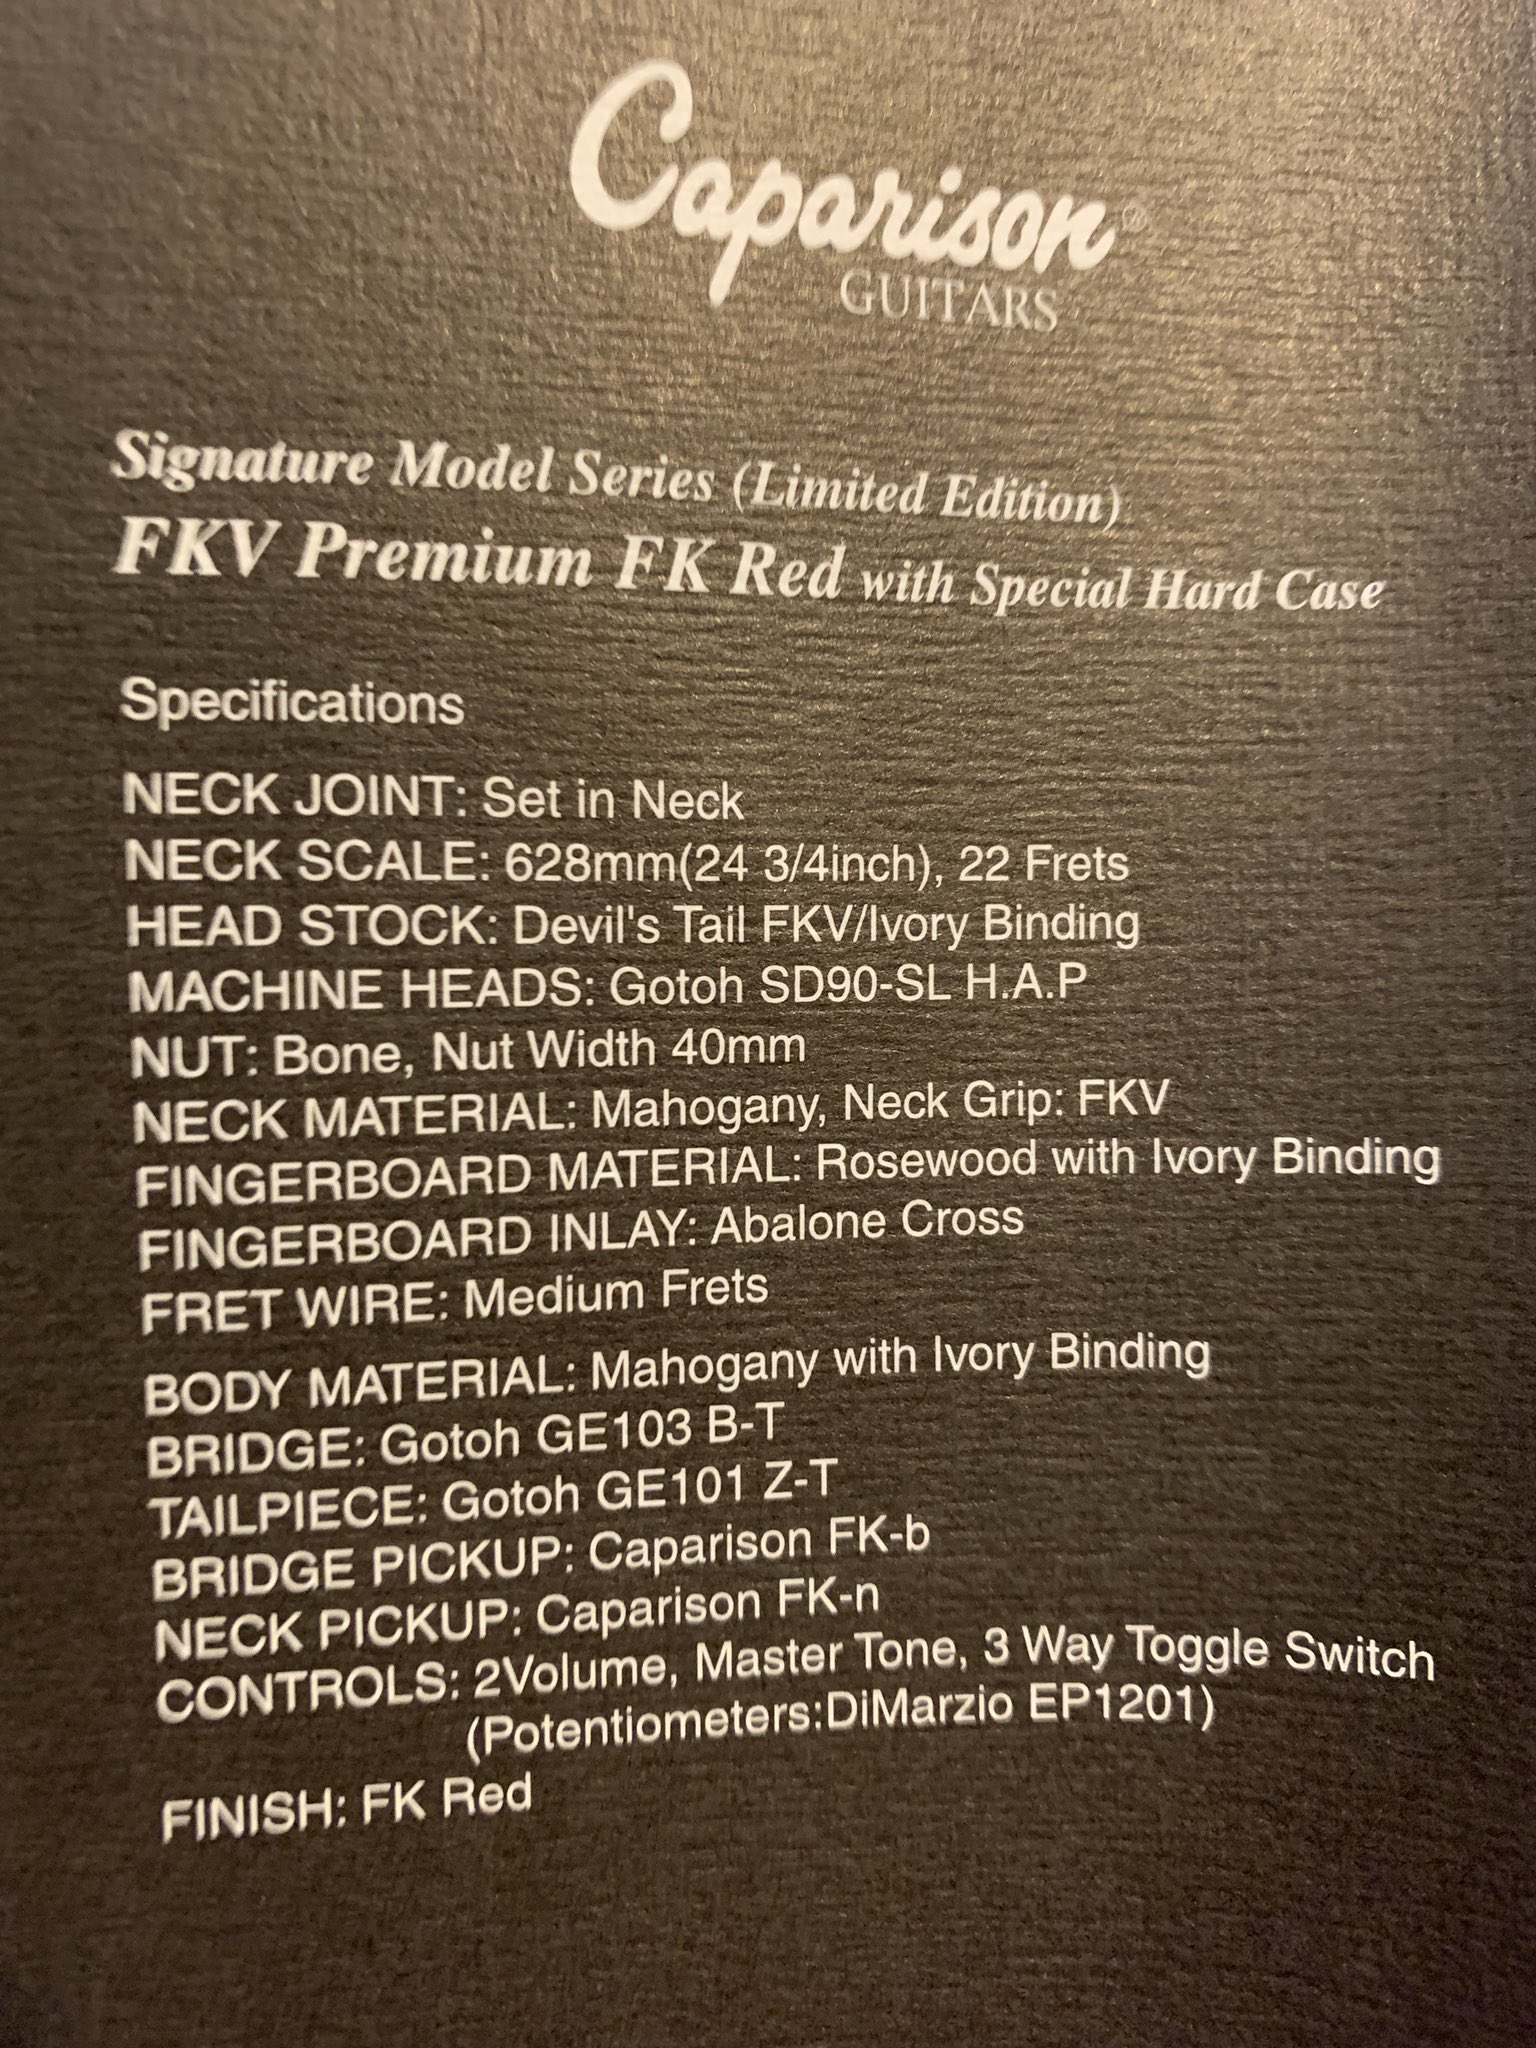 Caparison®
GUITARS
Signature Model Series (Limited Edition)
FKV Premium FK Red with Special Hard Case
Specifications
NECK JOINT: Set in Neck
NECK SCALE: 628mm(24 3/4inch), 22 Frets
HEAD STOCK: Devil's Tail FKV/Ivory Binding
MACHINE HEADS: Gotoh SD90-SL H.A.P
NUT: Bone, Nut Width 40mm
NECK MATERIAL: Mahogany, Neck Grip: FKV
FINGERBOARD MATERIAL: Rosewood with Ivory Binding
FINGERBOARD INLAY: Abalone Cross
FRET WIRE: Medium Frets
BODY MATERIAL: Mahogany with Ivory Binding
BRIDGE: Gotoh GE103 B-T
TAILPIECE: Gotoh GE101 Z-T
BRIDGE PICKUP: Caparison FK-b
NECK PICKUP: Caparison FK-n
CONTROLS: 2Volume, Master Tone, 3 Way Toggle Switch
(Potentiometers:DiMarzio EP1201)
FINISH: FK Red